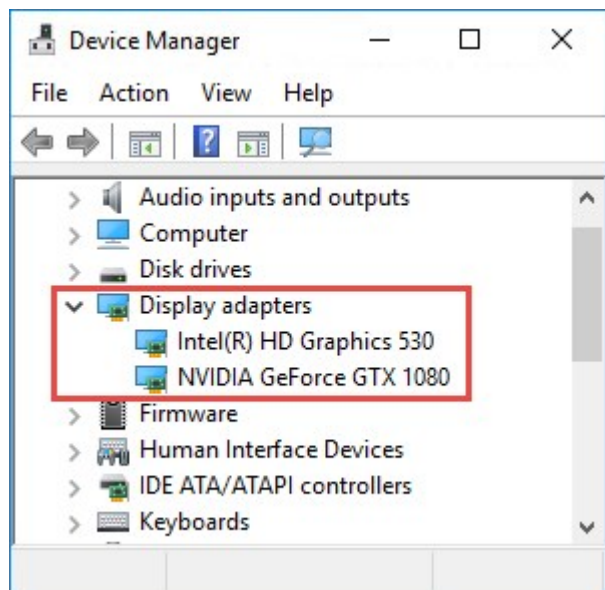 Device Manager
File Action View Help
Audio inputs and outputs
Computer
Disk drives
Display adapters
Intel(R) HD Graphics 530
NVIDIA GeForce GTX 1080
Firmware
Human Interface Devices
IDE ATA/ATAPI controllers
Keyboards